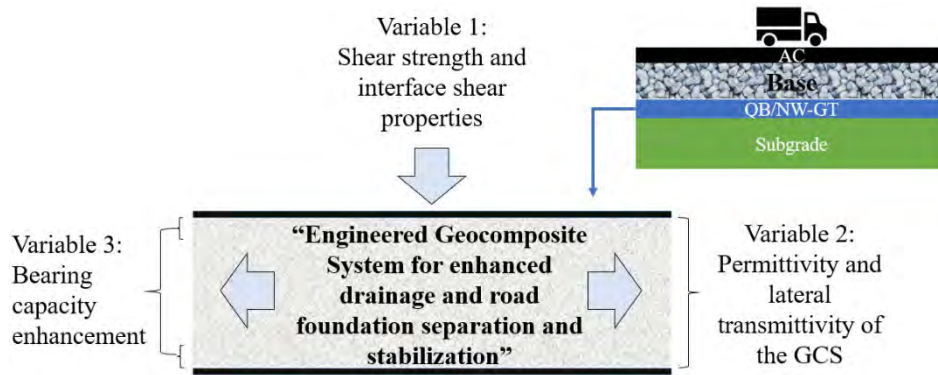 Variable 1:
Shear strength and
interface shear
properties
AC
Base
QB/NW-GT
Subgrade
Variable 3:
Bearing
capacity
enhancement
“Engineered Geocomposite
System for enhanced
drainage and road
foundation separation and
stabilization”
Variable 2:
Permittivity and
lateral
transmittivity of
the GCS